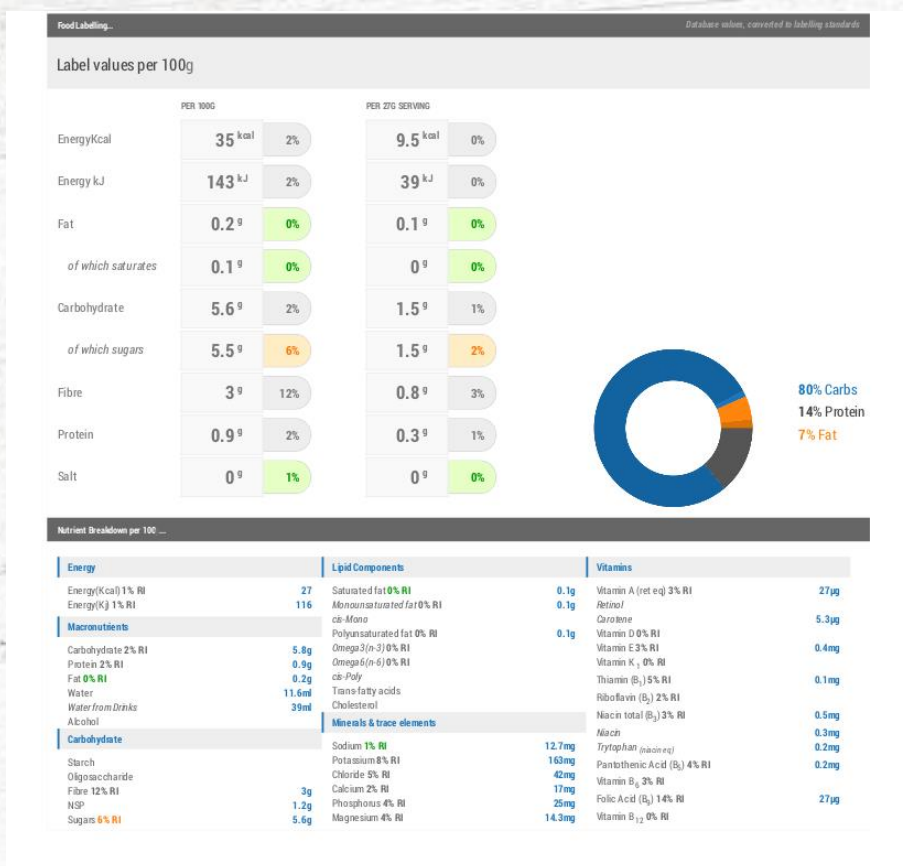 Food Labelling... Database values, converted to labelling standards
Label values per 100g
PER 100G PER 27G SERVING
EnergyKcal 35 kcal 2% 9.5 kcal 0%
Energy kJ 143 kJ 2% 39 kJ 0%
Fat 0.2 g 0% 0.1 g 0%
of which saturates 0.1 g 0% 0 g 0%
Carbohydrate 5.6 g 2% 1.5 g 1%
of which sugars 5.5 g 6% 1.5 g 2%
Fibre 3 g 12% 0.8 g 3%
Protein 0.9 g 2% 0.3 g 1%
Salt 0 g 1% 0 g 0%
80% Carbs
14% Protein
7% Fat
Nutrient Breakdown per 100 ...
Energy
Energy(Kcal) 1% RI 27
Energy(Kj) 1% RI 116
Macronutrients
Carbohydrate 2% RI 5.8g
Protein 2% RI 0.9g
Fat 0% RI 0.2g
Water 11.6ml
Water from Drinks 39ml
Alcohol
Carbohydrate
Starch
Oligosaccharide
Fibre 12% RI 3g
NSP 1.2g
Sugars 6% RI 5.6g
Lipid Components
Saturated fat 0% RI 0.1g
Monounsaturated fat 0% RI 0.1g
cis-Mono
Polyunsaturated fat 0% RI 0.1g
Omega3(n-3) 0% RI
Omega6(n-6) 0% RI
cis-Poly
Trans-fatty acids
Cholesterol
Minerals & trace elements
Sodium 1% RI 12.7mg
Potassium 8% RI 163mg
Chloride 5% RI 42mg
Calcium 2% RI 17mg
Phosphorus 4% RI 25mg
Magnesium 4% RI 14.3mg
Vitamins
Vitamin A (ret eq) 3% RI 27µg
Retinol
Carotene 5.3µg
Vitamin D 0% RI
Vitamin E 3% RI 0.4mg
Vitamin K1 0% RI
Thiamin (B1) 5% RI 0.1mg
Riboflavin (B2) 2% RI
Niacin total (B3) 3% RI 0.5mg
Niacin 0.3mg
Trytophan (niacin eq) 0.2mg
Pantothenic Acid (B5) 4% RI 0.2mg
Vitamin B6 3% RI
Folic Acid (B9) 14% RI 27µg
Vitamin B12 0% RI